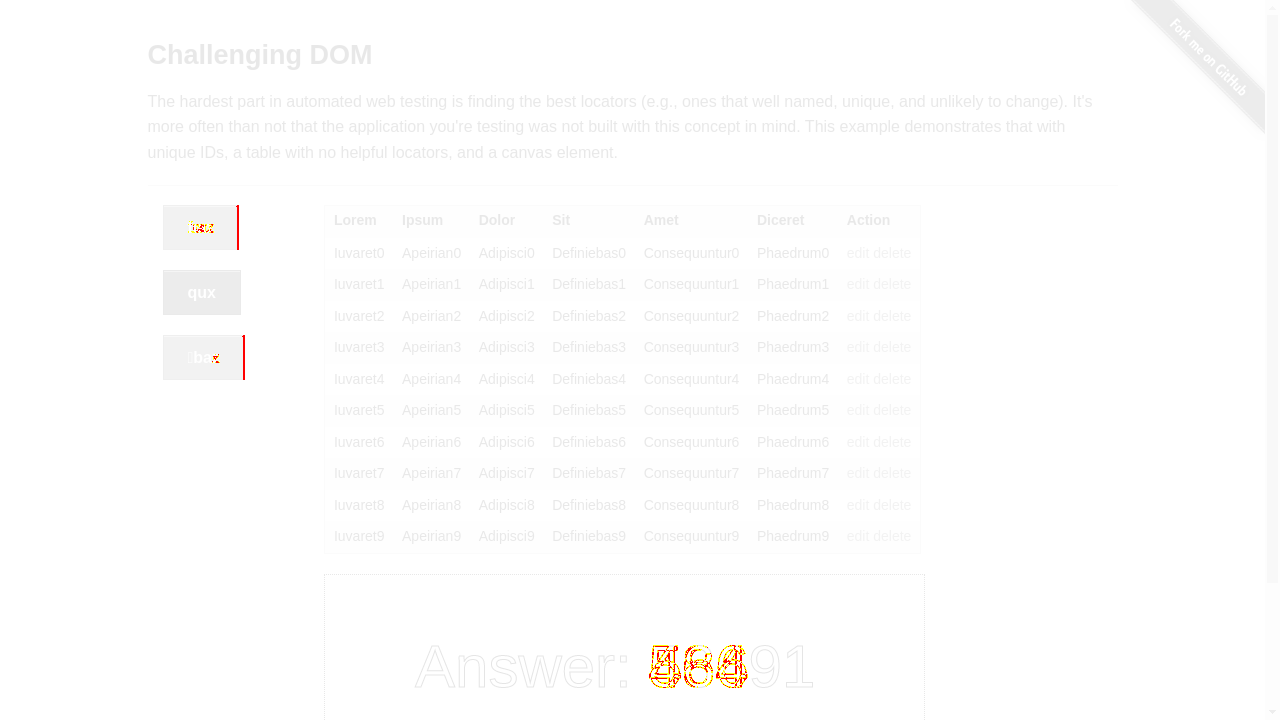 Fork me on GitHub
Challenging DOM
The hardest part in automated web testing is finding the best locators (e.g., ones that well named, unique, and unlikely to change). It's
more often than not that the application you're testing was not built with this concept in mind. This example demonstrates that with
unique IDs, a table with no helpful locators, and a canvas element.
qux
Lorem Ipsum Dolor Sit Amet Diceret Action
Iuvaret0 Apeirian0 Adipisci0 Definiebas0 Consequuntur0 Phaedrum0 edit delete
Iuvaret1 Apeirian1 Adipisci1 Definiebas1 Consequuntur1 Phaedrum1 edit delete
Iuvaret2 Apeirian2 Adipisci2 Definiebas2 Consequuntur2 Phaedrum2 edit delete
Iuvaret3 Apeirian3 Adipisci3 Definiebas3 Consequuntur3 Phaedrum3 edit delete
Iuvaret4 Apeirian4 Adipisci4 Definiebas4 Consequuntur4 Phaedrum4 edit delete
Iuvaret5 Apeirian5 Adipisci5 Definiebas5 Consequuntur5 Phaedrum5 edit delete
Iuvaret6 Apeirian6 Adipisci6 Definiebas6 Consequuntur6 Phaedrum6 edit delete
Iuvaret7 Apeirian7 Adipisci7 Definiebas7 Consequuntur7 Phaedrum7 edit delete
Iuvaret8 Apeirian8 Adipisci8 Definiebas8 Consequuntur8 Phaedrum8 edit delete
Iuvaret9 Apeirian9 Adipisci9 Definiebas9 Consequuntur9 Phaedrum9 edit delete
Answer: